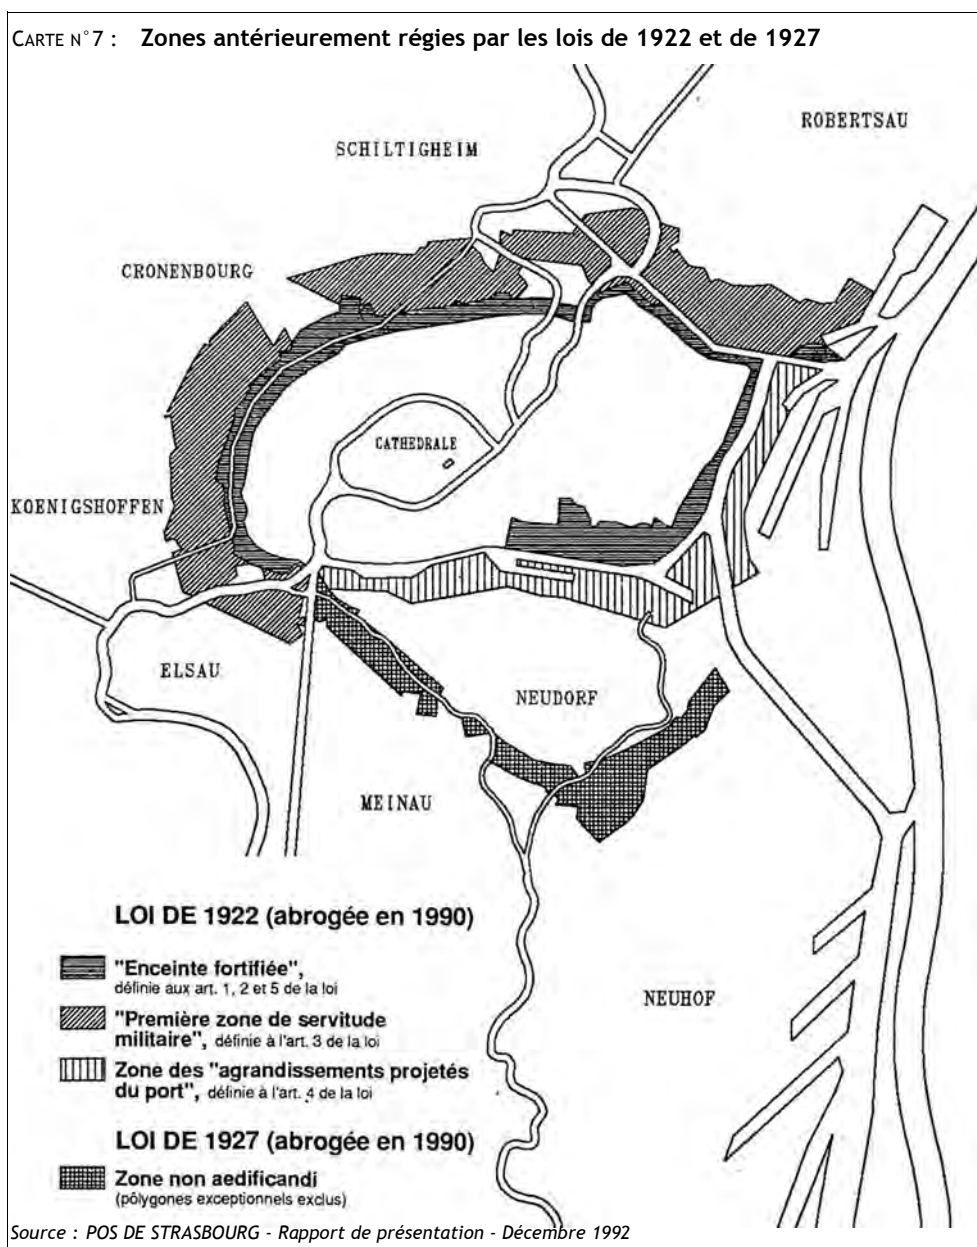 CARTE N°7 : Zones antérieurement régies par les lois de 1922 et de 1927
ROBERTSAU
SCHILTIGHEIM
CRONENBOURG
CATHEDRALE
KOENIGSHOFFEN
ELSAU
NEUDORF
MEINAU
NEUHOF
LOI DE 1922 (abrogée en 1990)
"Enceinte fortifiée",
définie aux art. 1, 2 et 5 de la loi
"Première zone de servitude
militaire", définie à l'art. 3 de la loi
Zone des "agrandissements projetés
du port", définie à l'art. 4 de la loi
LOI DE 1927 (abrogée en 1990)
Zone non aedificandi
(pôlygones exceptionnels exclus)
Source : POS DE STRASBOURG - Rapport de présentation - Décembre 1992